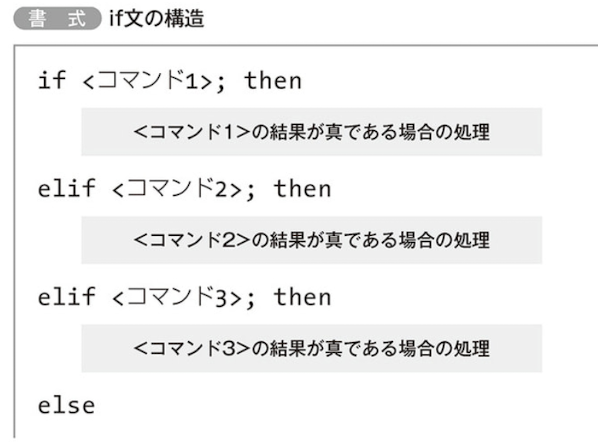 書 式 if文の構造
if <コマンド1>; then
<コマンド1>の結果が真である場合の処理
elif <コマンド2>; then
<コマンド2>の結果が真である場合の処理
elif <コマンド3>; then
<コマンド3>の結果が真である場合の処理
else